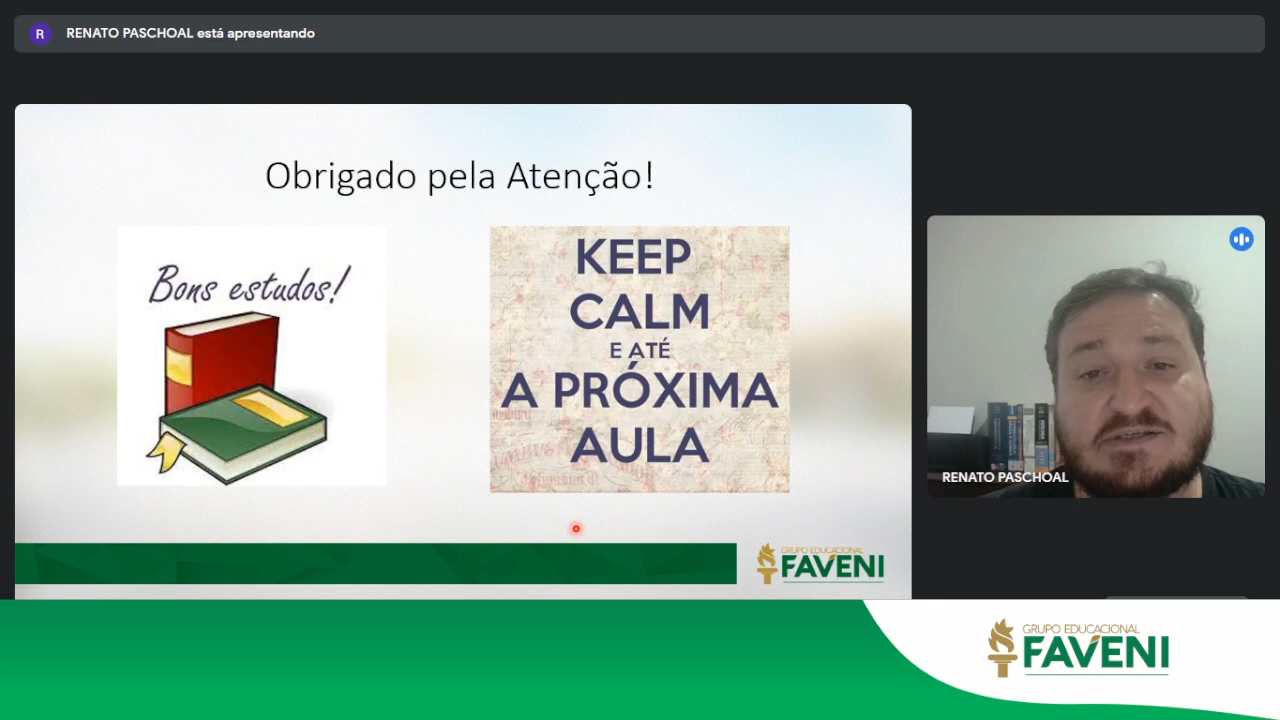 R
RENATO PASCHOAL está apresentando
Obrigado pela Atenção!
Bons estudos!
KEEP
CALM
E ATÉ
A PRÓXIMA
AULA
RENATO PASCHOAL
GRUPO EDUCACIONAL
FAVENI
GRUPO EDUCACIONAL
FAVENI